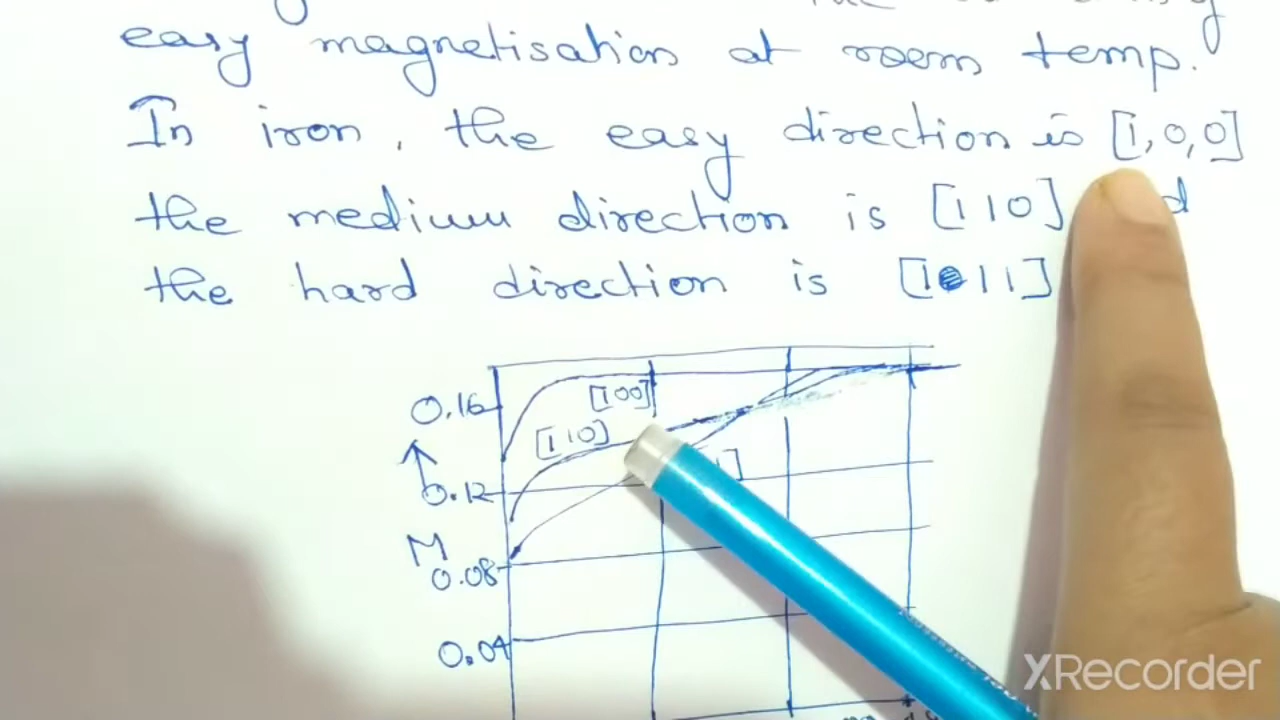 easy magnetisation at room temp.
In iron, the easy direction is [1,0,0]
the medium direction is [110]
the hard direction is [111]
0.16
[100]
[110]
0.12
M
0.08
0.04
XRecorder